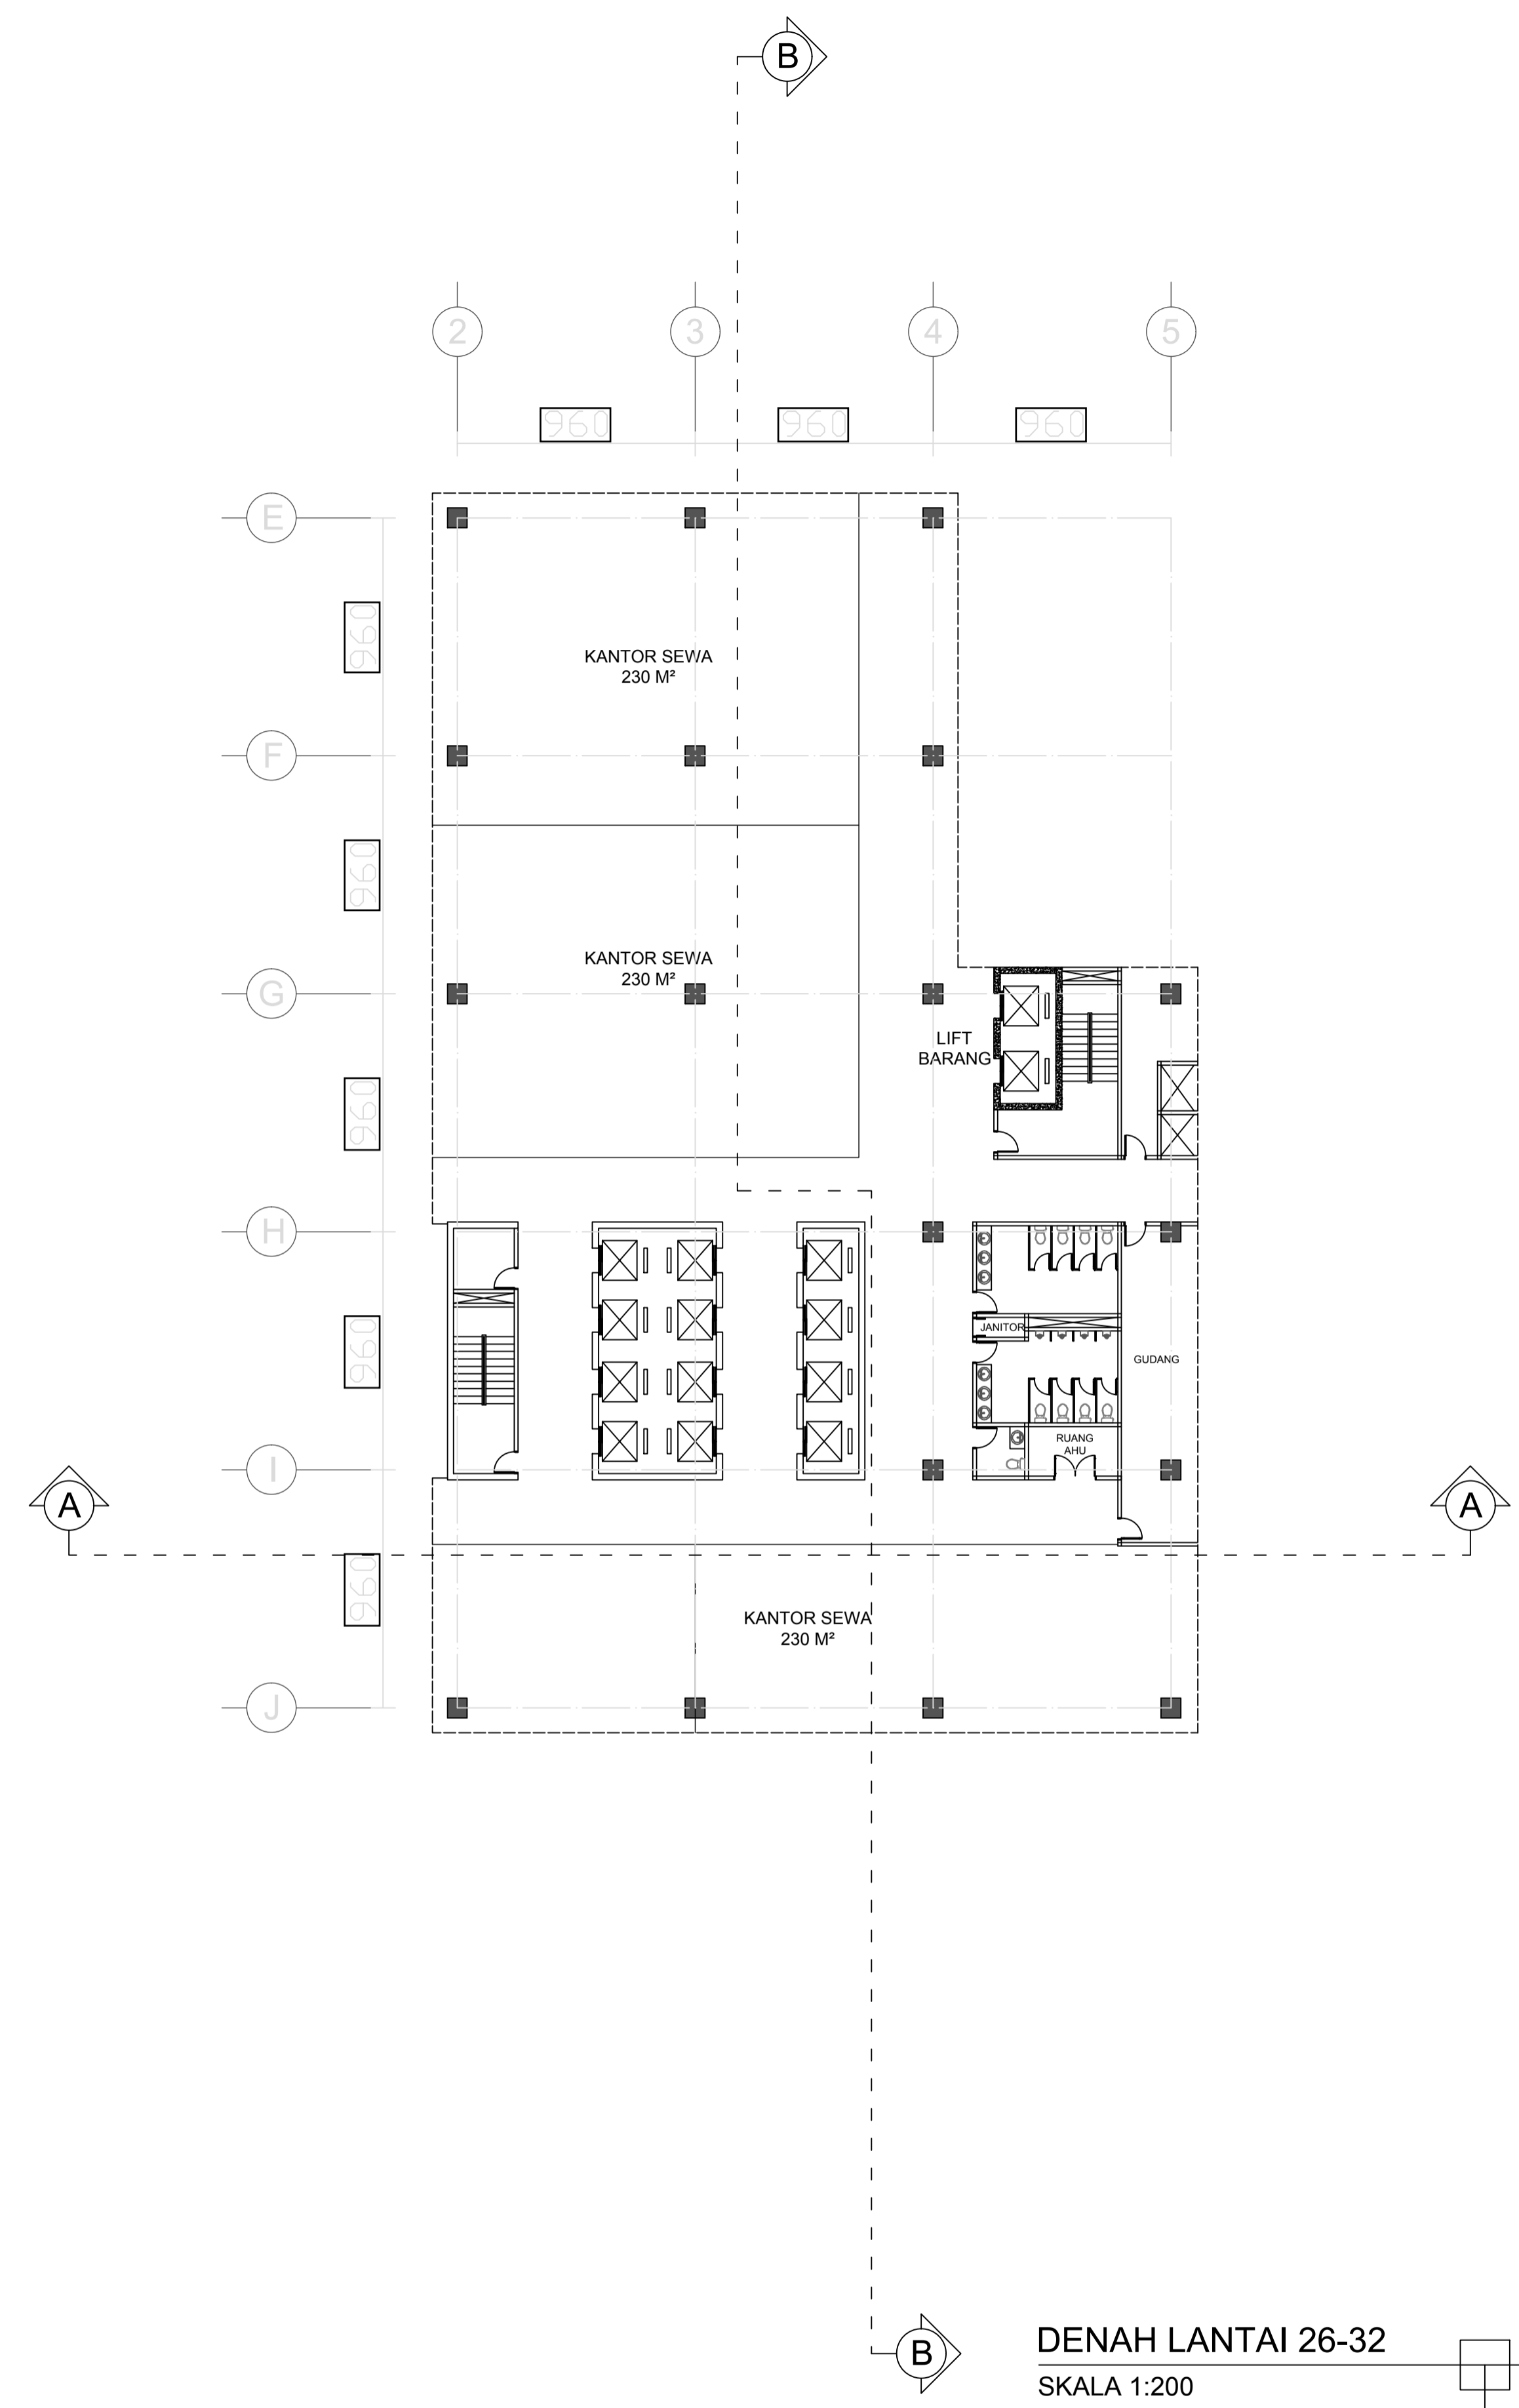 B
2
3
4
5
960
960
960
E
960
KANTOR SEWA
230 M²
F
960
KANTOR SEWA
230 M²
G
LIFT
BARANG
960
H
JANITOR
960
GUDANG
RUANG
AHU
I
A
A
960
KANTOR SEWA
230 M²
J
B
DENAH LANTAI 26-32
SKALA 1:200